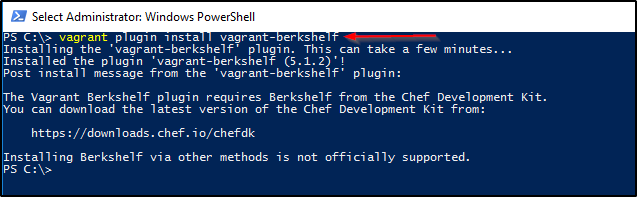 Select Administrator: Windows PowerShell
PS C:\> vagrant plugin install vagrant-berkshelf
Installing the 'vagrant-berkshelf' plugin. This can take a few minutes...
Installed the plugin 'vagrant-berkshelf (5.1.2)'!
Post install message from the 'vagrant-berkshelf' plugin:
The Vagrant Berkshelf plugin requires Berkshelf from the Chef Development Kit.
You can download the latest version of the Chef Development Kit from:
https://downloads.chef.io/chefdk
Installing Berkshelf via other methods is not officially supported.
PS C:\>